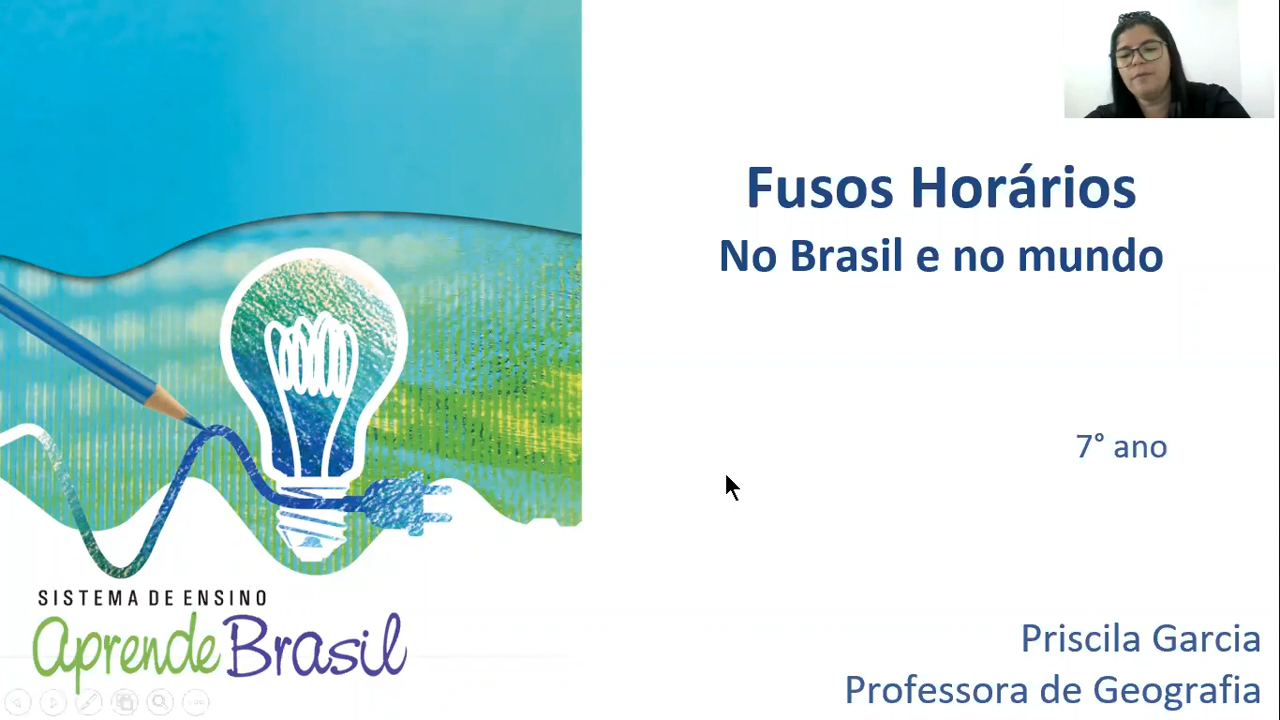 Fusos Horários
No Brasil e no mundo
7° ano
SISTEMA DE ENSINO
aprende Brasil
Priscila Garcia
Professora de Geografia